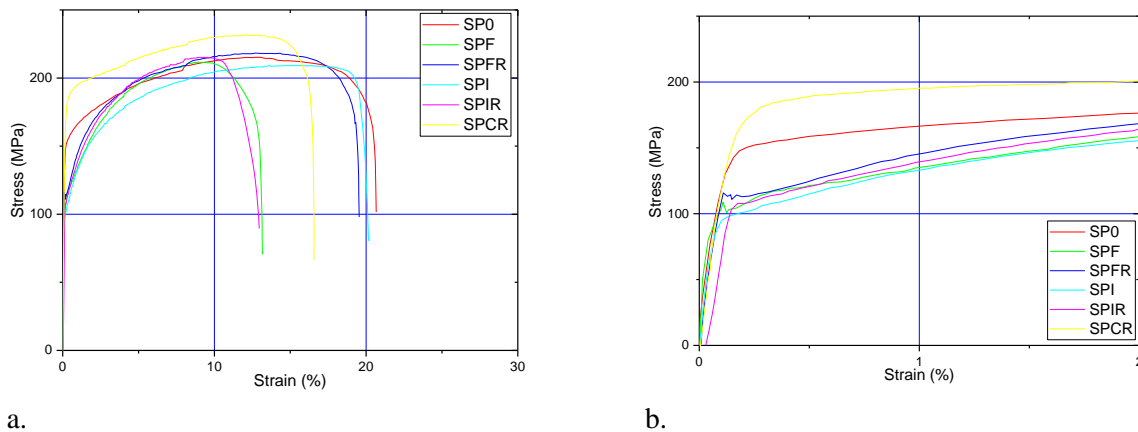 SP0
SPF
SPFR
SPI
SPIR
SPCR
200
100
0
0
10
20
30
Stress (MPa)
Strain (%)
a.
200
100
0
0
1
2
Stress (MPa)
Strain (%)
SP0
SPF
SPFR
SPI
SPIR
SPCR
b.